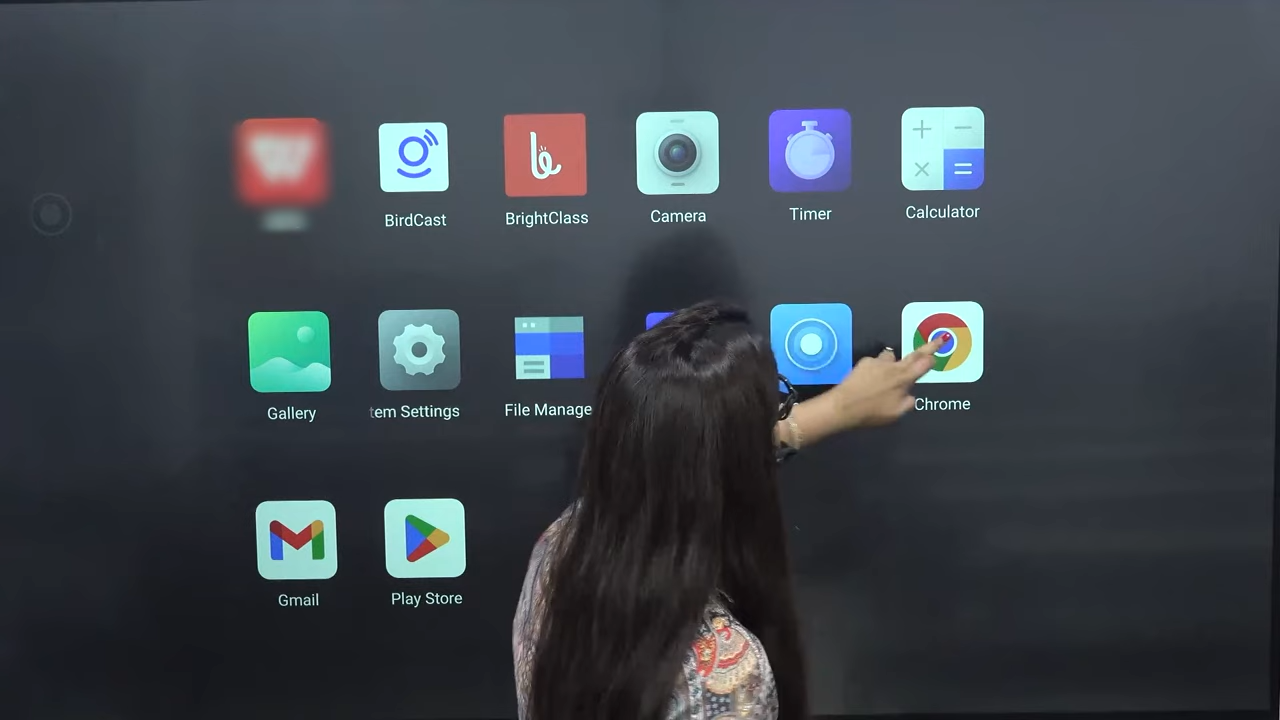 BirdCast
BrightClass
Camera
Timer
Calculator
Gallery
tem Settings
File Manage
Chrome
Gmail
Play Store